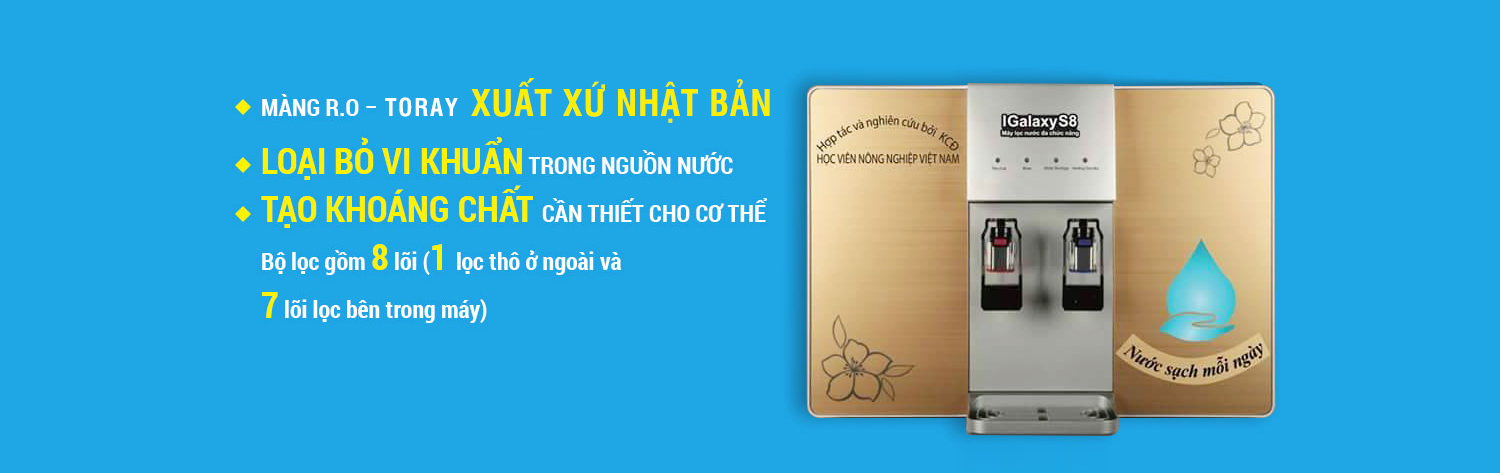 MÀNG R.O – TORAY XUẤT XỨ NHẬT BẢN
LOẠI BỎ VI KHUẨN TRONG NGUỒN NƯỚC
TẠO KHOÁNG CHẤT CẦN THIẾT CHO CƠ THỂ
Bộ lọc gồm 8 lõi (1 lọc thô ở ngoài và
7 lõi lọc bên trong máy)
Hợp tác và nghiên cứu bởi KCĐ
HỌC VIÊN NÔNG NGHIỆP VIỆT NAM
IGalaxyS8
Máy lọc nước đa chức năng
Nước sạch mỗi ngày